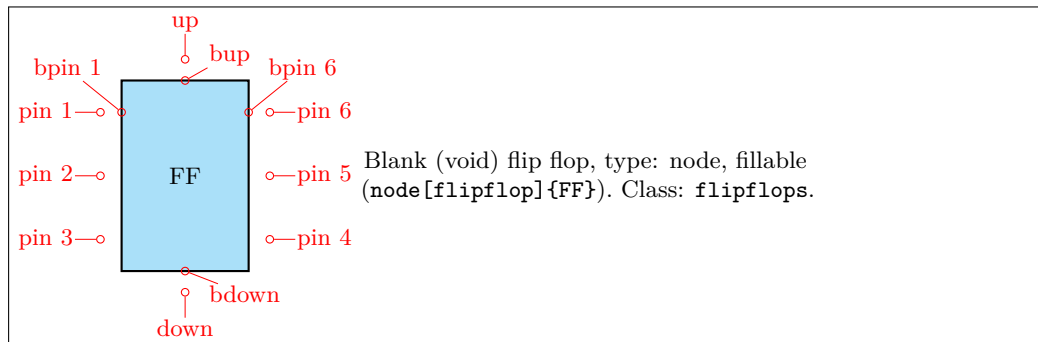 up
bup
bpin 1
bpin 6
pin 1
pin 6
pin 2
FF
pin 5
pin 3
pin 4
bdown
down
Blank (void) flip flop, type: node, fillable
(node[flipflop]{FF}). Class: flipflops.